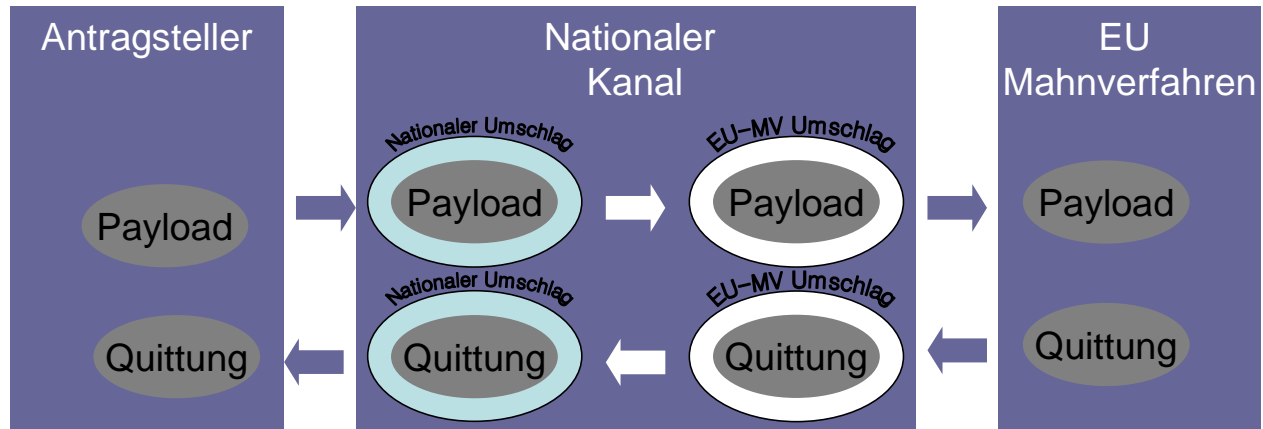 Antragsteller
Nationaler
Kanal
EU
Mahnverfahren
Nationaler Umschlag
EU-MV Umschlag
Payload
Payload
Payload
Payload
Nationaler Umschlag
EU-MV Umschlag
Quittung
Quittung
Quittung
Quittung